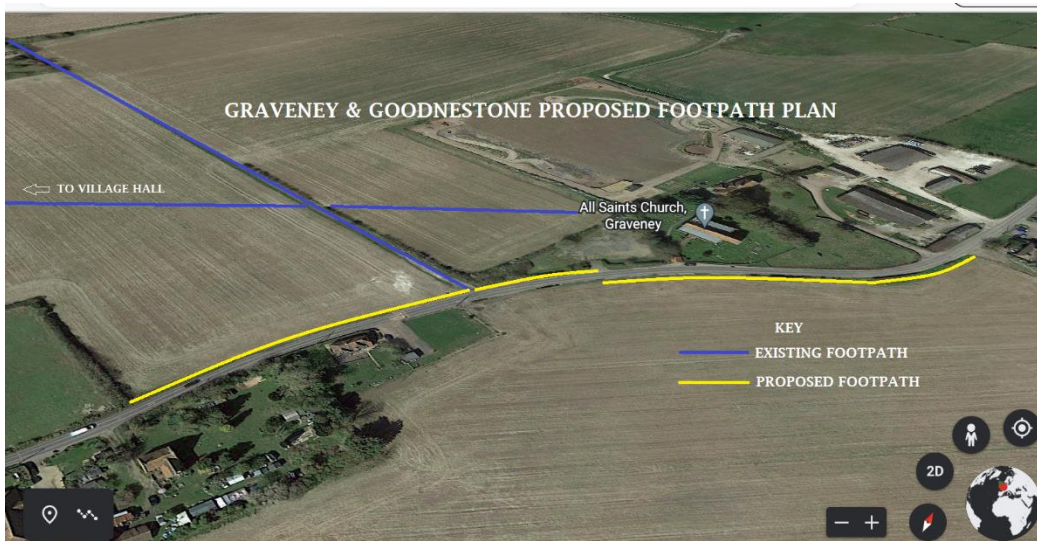 GRAVENEY & GOODNESTONE PROPOSED FOOTPATH PLAN
TO VILLAGE HALL
All Saints Church,
Graveney
KEY
EXISTING FOOTPATH
PROPOSED FOOTPATH
2D